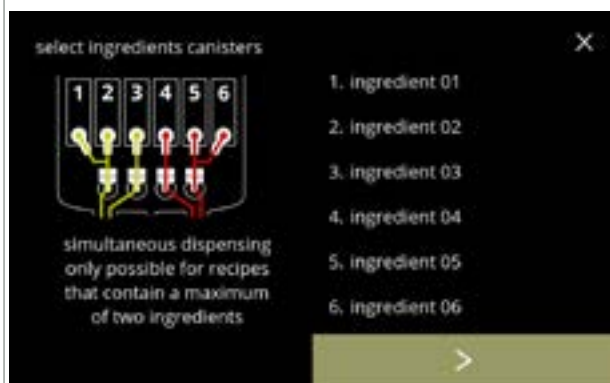 select ingredients canisters
1 2 3 4 5 6
simultaneous dispensing
only possible for recipes
that contain a maximum
of two ingredients
1. ingredient 01
2. ingredient 02
3. ingredient 03
4. ingredient 04
5. ingredient 05
6. ingredient 06